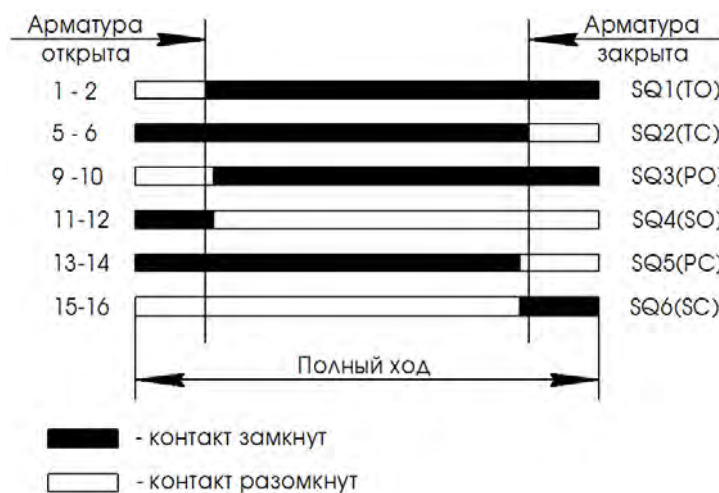 Арматура открыта
Арматура закрыта
1 - 2 SQ1(TO)
5 - 6 SQ2(TC)
9 -10 SQ3(PO)
11-12 SQ4(SO)
13-14 SQ5(PC)
15-16 SQ6(SC)
Полный ход
- контакт замкнут
- контакт разомкнут